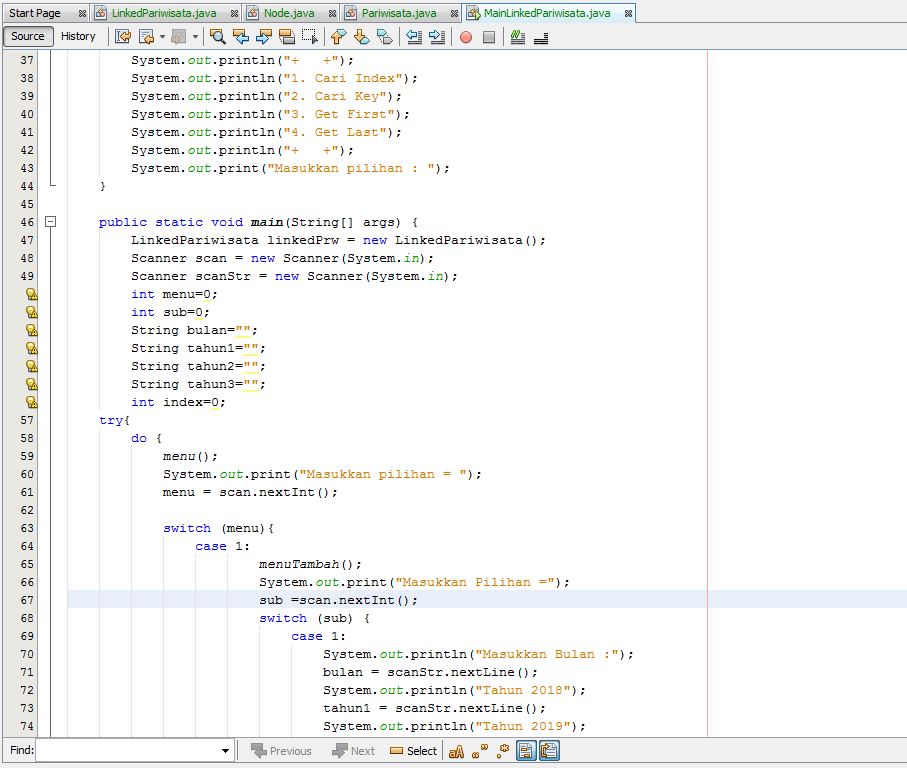 Start Page LinkedPariwisata.java Node.java Pariwisata.java MainLinkedPariwisata.java
Source History
37 System.out.println("+   +");
38 System.out.println("1. Cari Index");
39 System.out.println("2. Cari Key");
40 System.out.println("3. Get First");
41 System.out.println("4. Get Last");
42 System.out.println("+   +");
43 System.out.print("Masukkan pilihan : ");
44 }
45
46 public static void main(String[] args) {
47 LinkedPariwisata linkedPrw = new LinkedPariwisata();
48 Scanner scan = new Scanner(System.in);
49 Scanner scanStr = new Scanner(System.in);
int menu=0;
int sub=0;
String bulan="";
String tahun1="";
String tahun2="";
String tahun3="";
int index=0;
57 try{
58 do {
59 menu();
60 System.out.print("Masukkan pilihan = ");
61 menu = scan.nextInt();
62
63 switch (menu){
64 case 1:
65 menuTambah();
66 System.out.print("Masukkan Pilihan =");
67 sub =scan.nextInt();
68 switch (sub) {
69 case 1:
70 System.out.println("Masukkan Bulan :");
71 bulan = scanStr.nextLine();
72 System.out.println("Tahun 2018");
73 tahun1 = scanStr.nextLine();
74 System.out.println("Tahun 2019");
Find: Previous Next Select